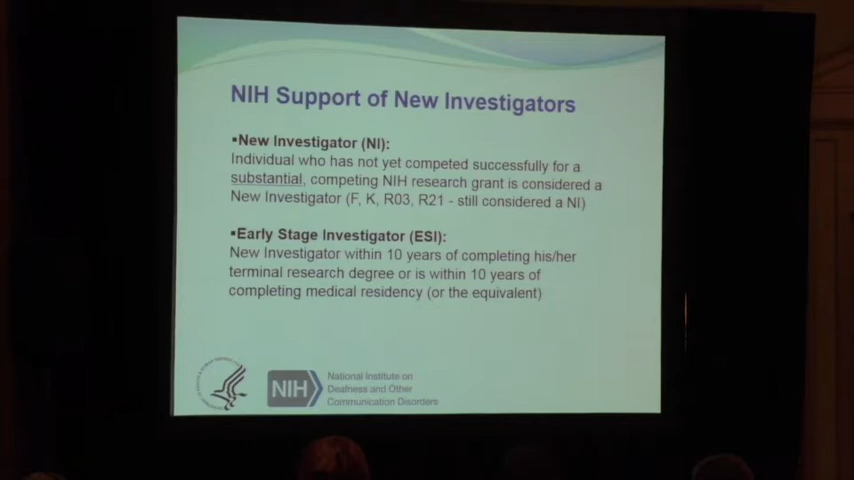 NIH Support of New Investigators
▪New Investigator (NI):
Individual who has not yet competed successfully for a
substantial, competing NIH research grant is considered a
New Investigator (F, K, R03, R21 - still considered a NI)
▪Early Stage Investigator (ESI):
New Investigator within 10 years of completing his/her
terminal research degree or is within 10 years of
completing medical residency (or the equivalent)
NIH
National Institute on
Deafness and Other
Communication Disorders